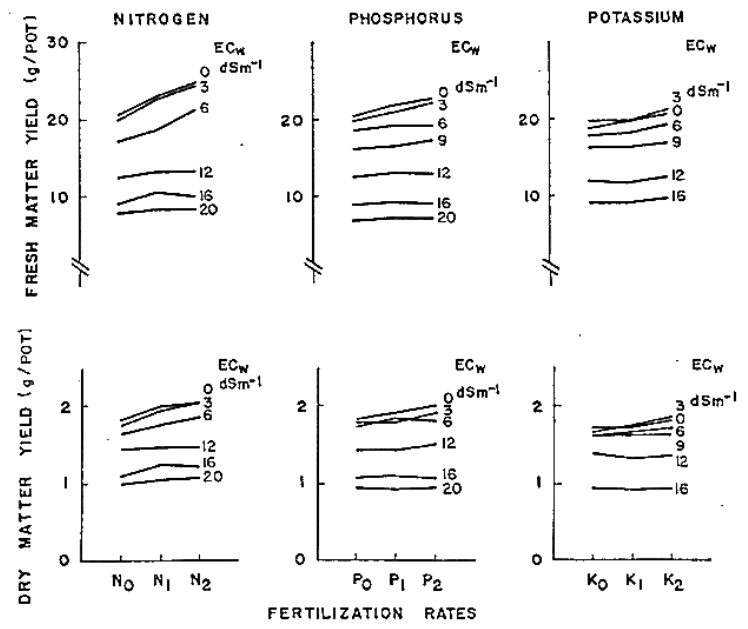 NITROGEN
PHOSPHORUS
POTASSIUM
FRESH MATTER YIELD (g/POT)
30
20
10
ECw
dSm⁻¹
0
3
6
12
16
20
20
10
ECw
dSm⁻¹
0
3
6
9
12
16
20
20
10
ECw
dSm⁻¹
3
0
6
9
12
16
DRY MATTER YIELD (g/POT)
2
1
0
ECw
dSm⁻¹
0
3
6
12
16
20
N0 N1 N2
2
1
0
ECw
dSm⁻¹
0
3
6
12
16
20
P0 P1 P2
2
1
0
ECw
dSm⁻¹
3
0
6
9
12
16
K0 K1 K2
FERTILIZATION RATES